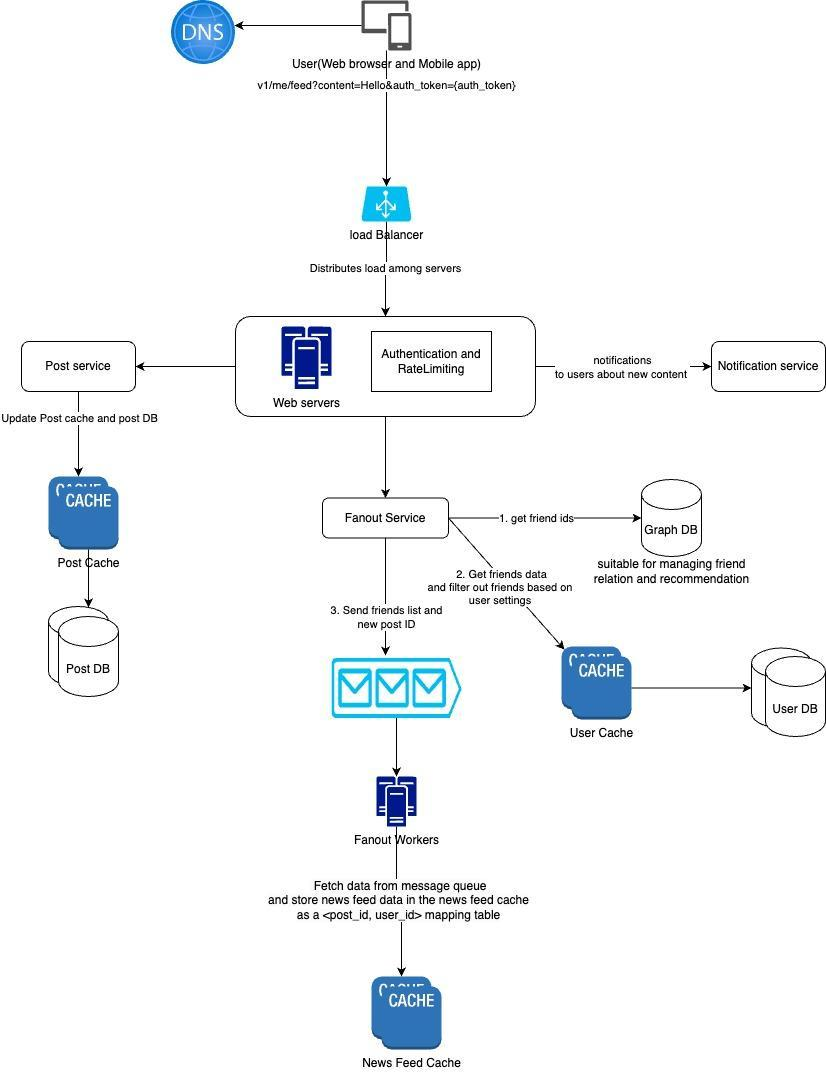 DNS
User(Web browser and Mobile app)
v1/me/feed?content=Hello&auth_token={auth_token}
load Balancer
Distributes load among servers
Post service
Authentication and
RateLimiting
Web servers
notifications
to users about new content
Notification service
Update Post cache and post DB
CACHE
CACHE
Post Cache
Post DB
Fanout Service
1. get friend ids
Graph DB
suitable for managing friend
relation and recommendation
2. Get friends data
and filter out friends based on
user settings
3. Send friends list and
new post ID
CACHE
CACHE
User Cache
User DB
Fanout Workers
Fetch data from message queue
and store news feed data in the news feed cache
as a <post_id, user_id> mapping table
CACHE
CACHE
News Feed Cache